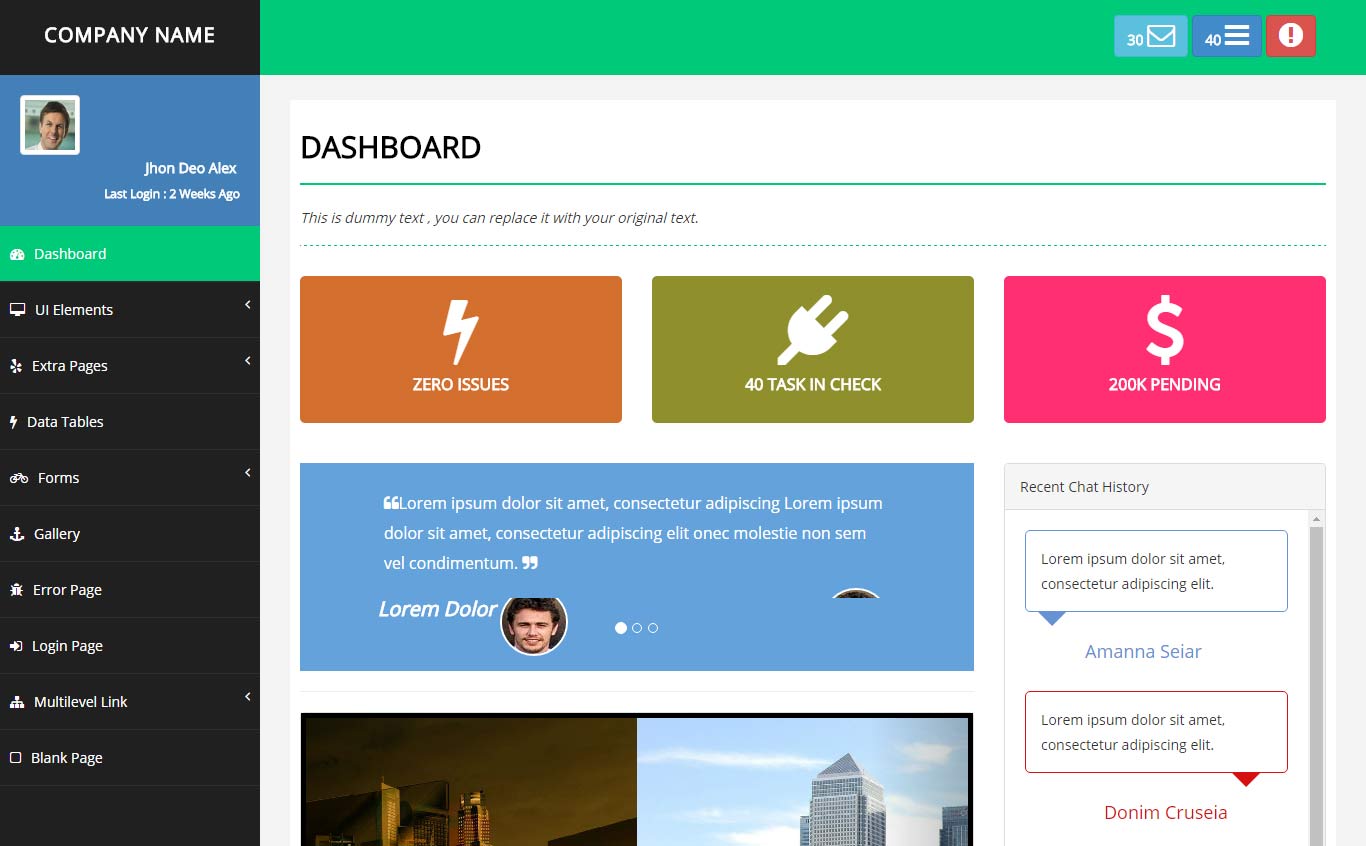 COMPANY NAME
30
40
Jhon Deo Alex
Last Login : 2 Weeks Ago
Dashboard
UI Elements
Extra Pages
Data Tables
Forms
Gallery
Error Page
Login Page
Multilevel Link
Blank Page
DASHBOARD
This is dummy text , you can replace it with your original text.
ZERO ISSUES
40 TASK IN CHECK
200K PENDING
❝Lorem ipsum dolor sit amet, consectetur adipiscing Lorem ipsum
dolor sit amet, consectetur adipiscing elit onec molestie non sem
vel condimentum. ❞
Lorem Dolor
Recent Chat History
Lorem ipsum dolor sit amet,
consectetur adipiscing elit.
Amanna Seiar
Lorem ipsum dolor sit amet,
consectetur adipiscing elit.
Donim Cruseia